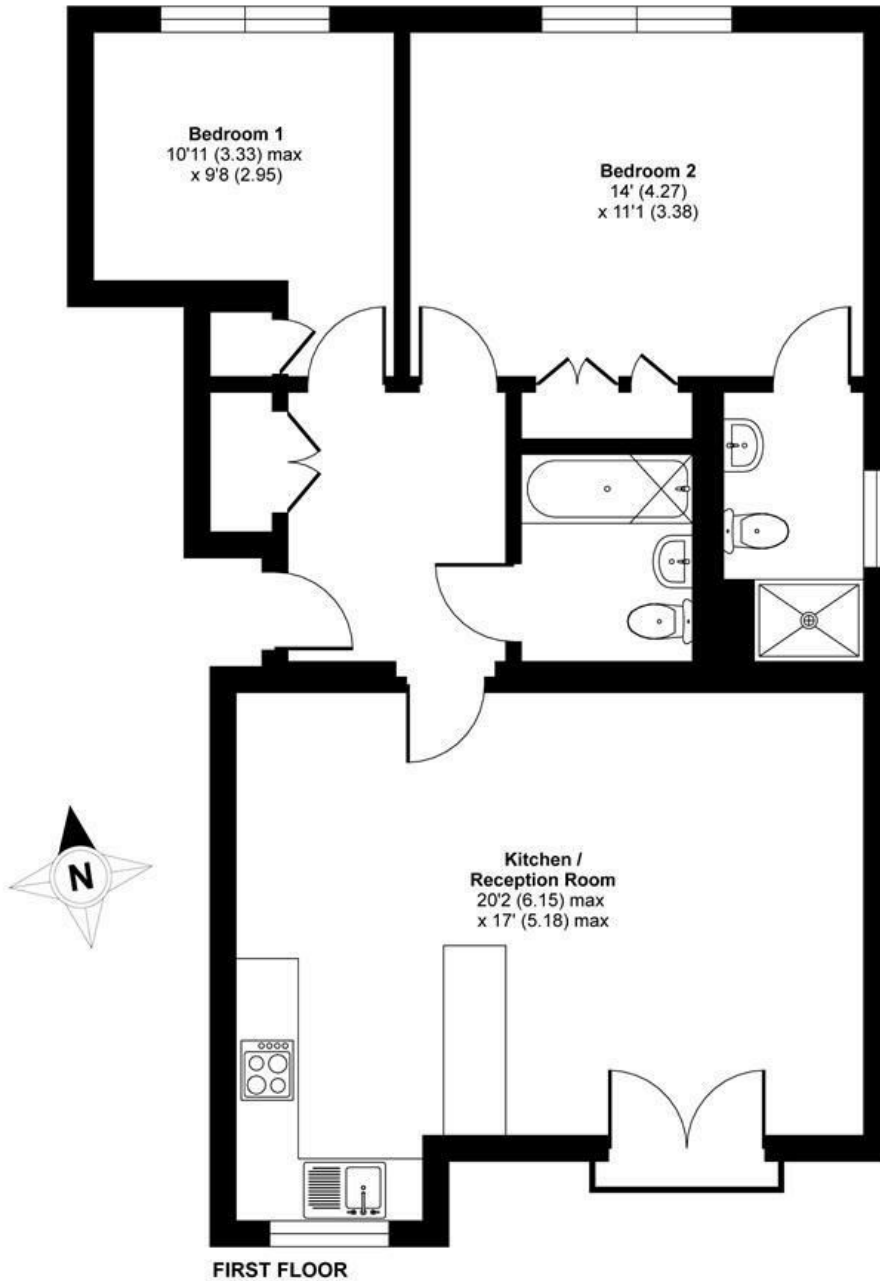 Bedroom 1
10'11 (3.33) max
x 9'8 (2.95)
Bedroom 2
14' (4.27)
x 11'1 (3.38)
N
Kitchen /
Reception Room
20'2 (6.15) max
x 17' (5.18) max
FIRST FLOOR